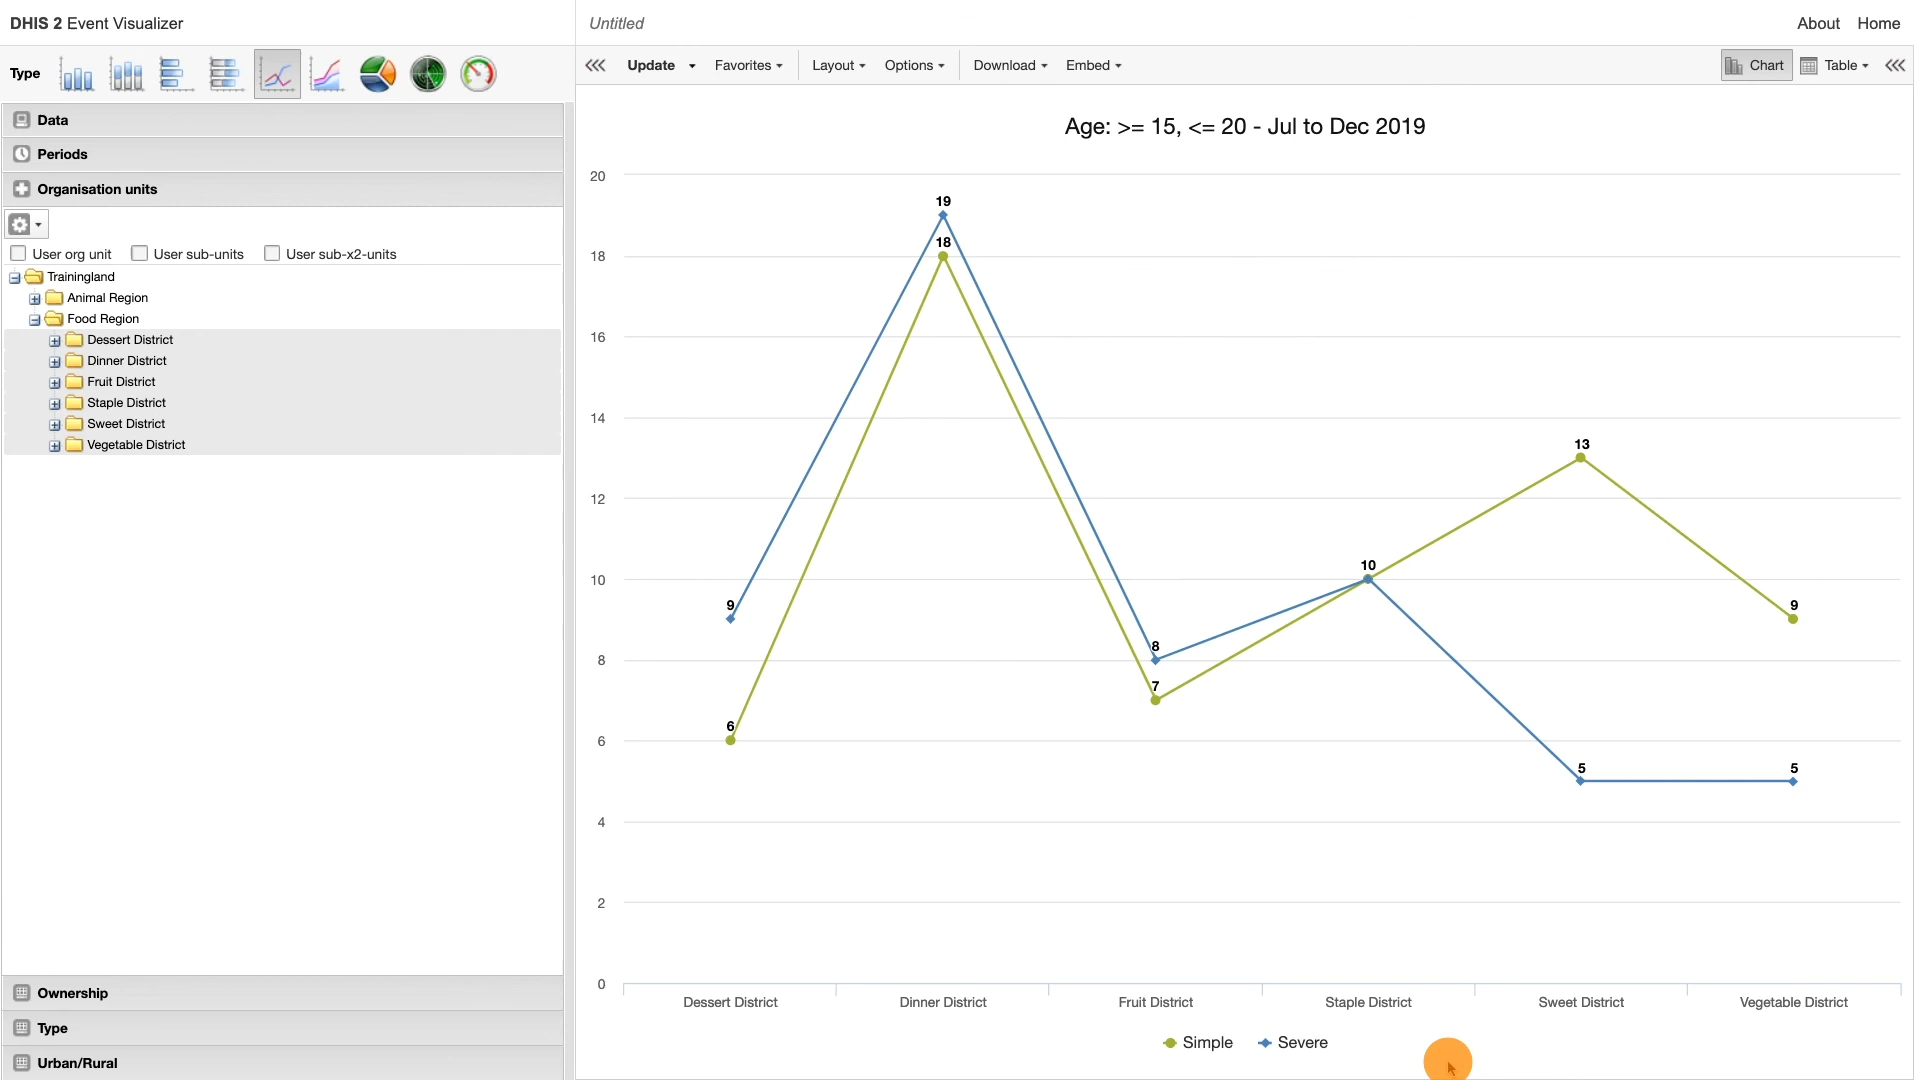 DHIS 2 Event Visualizer
Untitled
About Home
Type
Update Favorites Layout Options Download Embed Chart Table
Data
Periods
Organisation units
User org unit User sub-units User sub-x2-units
Trainingland
Animal Region
Food Region
Dessert District
Dinner District
Fruit District
Staple District
Sweet District
Vegetable District
Ownership
Type
Urban/Rural
Age: >= 15, <= 20 - Jul to Dec 2019
20
18
16
14
12
10
8
6
4
2
0
9
6
19
18
8
7
10
13
5
9
5
Dessert District Dinner District Fruit District Staple District Sweet District Vegetable District
Simple Severe